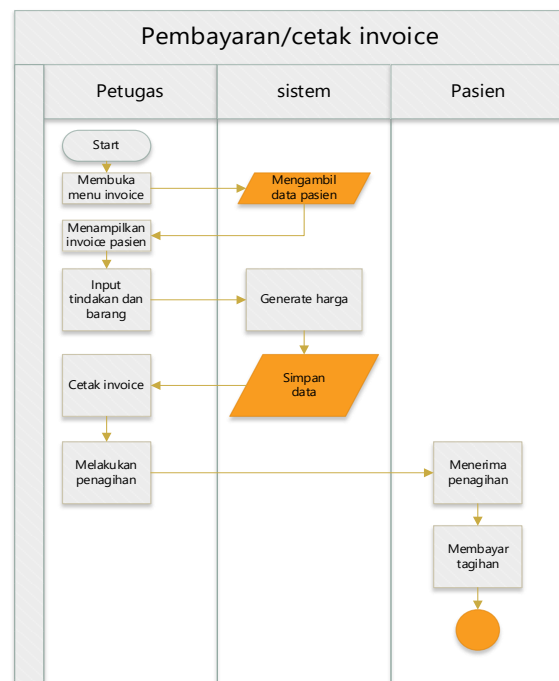 Pembayaran/cetak invoice
Petugas
sistem
Pasien
Start
Membuka
menu invoice
Mengambil
data pasien
Menampilkan
invoice pasien
Input
tindakan dan
barang
Generate harga
Cetak invoice
Simpan
data
Melakukan
penagihan
Menerima
penagihan
Membayar
tagihan